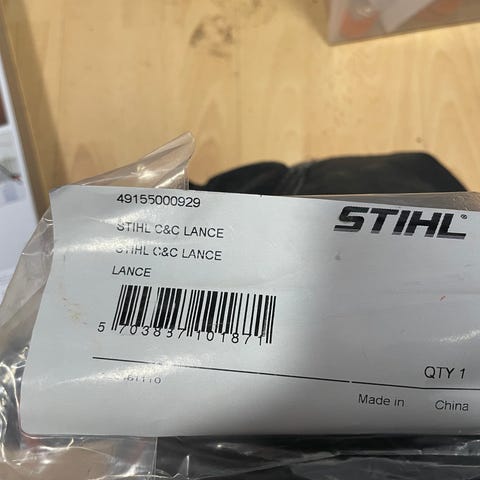 49155000929
STIHL®
STIHL C&C LANCE
STIHL C&C LANCE
LANCE
5 703837 101871
QTY 1
Made in China